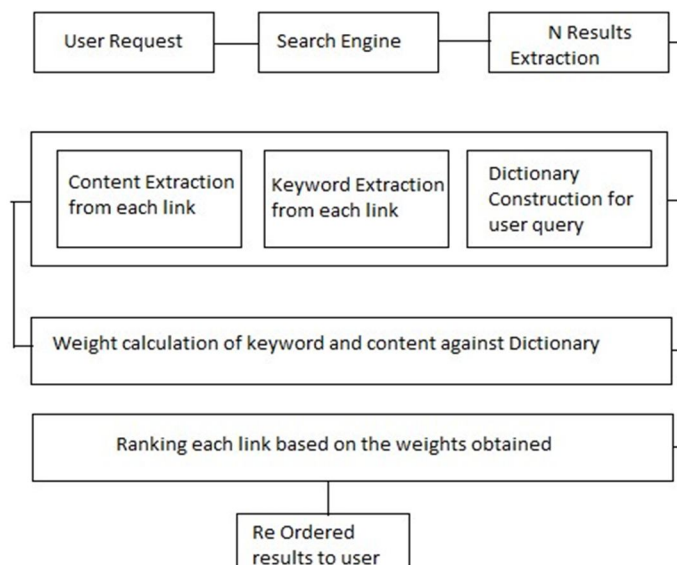 User Request
Search Engine
N Results
Extraction
Content Extraction
from each link
Keyword Extraction
from each link
Dictionary
Construction for
user query
Weight calculation of keyword and content against Dictionary
Ranking each link based on the weights obtained
Re Ordered
results to user